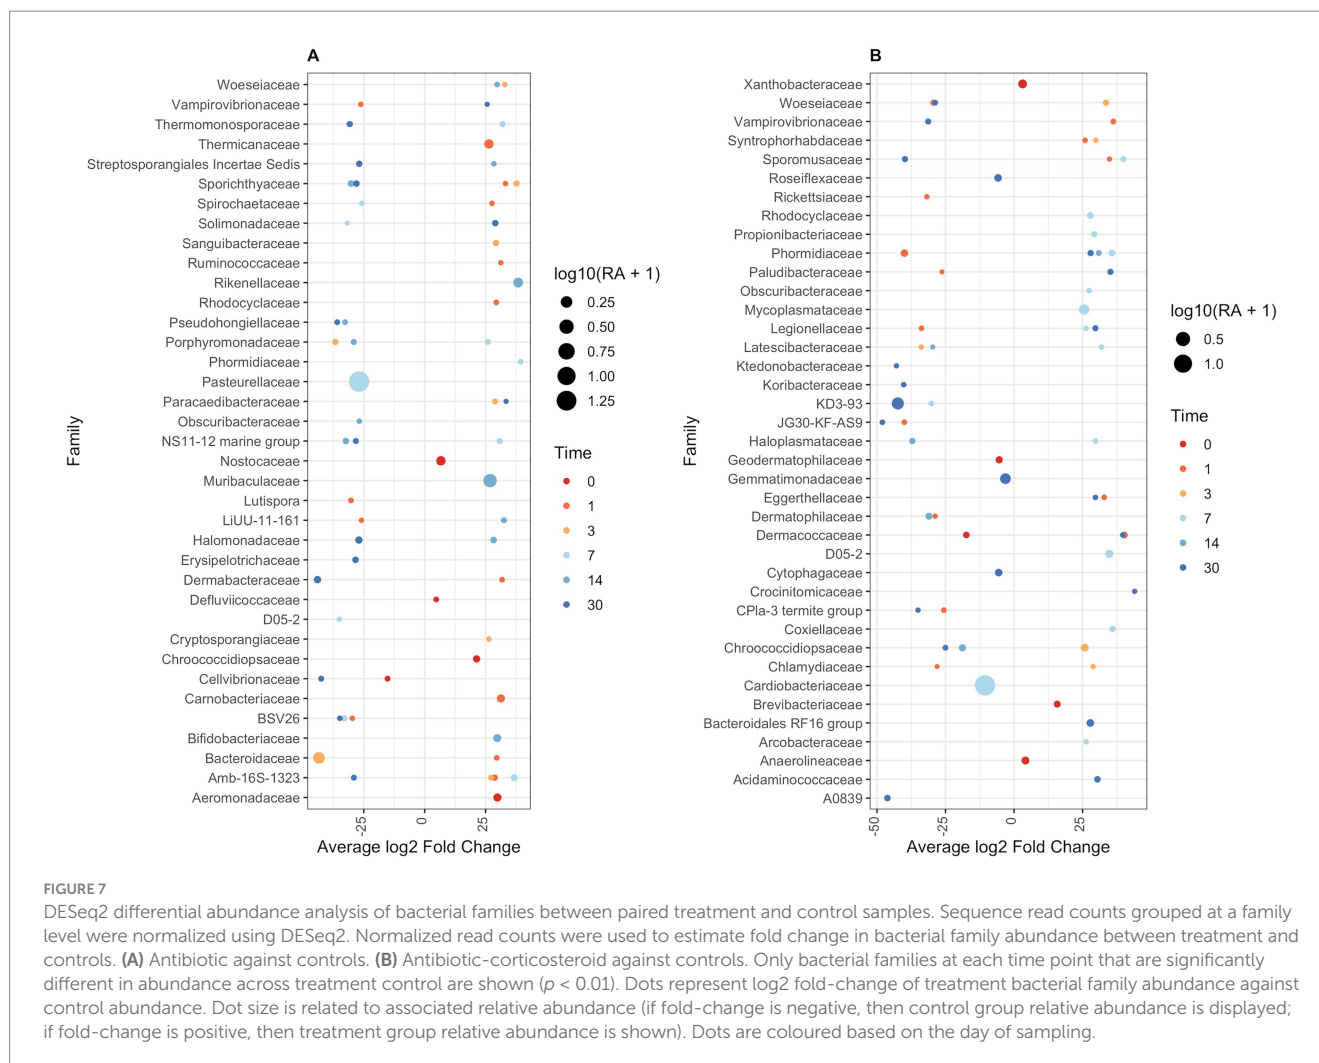 A
Woeseiaceae
Vampirovibrionaceae
Thermomonosporaceae
Thermicanaceae
Streptosporangiales Incertae Sedis
Sporichthyaceae
Spirochaetaceae
Solimonadaceae
Sanguibacteraceae
Ruminococcaceae
Rikenellaceae
Rhodocyclaceae
Pseudohongiellaceae
Porphyromonadaceae
Phormidiaceae
Pasteurellaceae
Paracaedibacteraceae
Obscuribacteraceae
NS11-12 marine group
Nostocaceae
Muribaculaceae
Lutispora
LiUU-11-161
Halomonadaceae
Erysipelotrichaceae
Dermabacteraceae
Defluviicoccaceae
D05-2
Cryptosporangiaceae
Chroococcidiopsaceae
Cellvibrionaceae
Carnobacteriaceae
BSV26
Bifidobacteriaceae
Bacteroidaceae
Amb-16S-1323
Aeromonadaceae
Family
-25
0
25
Average log2 Fold Change
log10(RA + 1)
0.25
0.50
0.75
1.00
1.25
Time
0
1
3
7
14
30
B
Xanthobacteraceae
Woeseiaceae
Vampirovibrionaceae
Syntrophorhabdaceae
Sporomusaceae
Roseiflexaceae
Rickettsiaceae
Rhodocyclaceae
Propionibacteriaceae
Phormidiaceae
Paludibacteraceae
Obscuribacteraceae
Mycoplasmataceae
Legionellaceae
Latescibacteraceae
Ktedonobacteraceae
Koribacteraceae
KD3-93
JG30-KF-AS9
Haloplasmataceae
Geodermatophilaceae
Gemmatimonadaceae
Eggerthellaceae
Dermatophilaceae
Dermacoccaceae
D05-2
Cytophagaceae
Crocinitomicaceae
CPla-3 termite group
Coxiellaceae
Chroococcidiopsaceae
Chlamydiaceae
Cardiobacteriaceae
Brevibacteriaceae
Bacteroidales RF16 group
Arcobacteraceae
Anaerolineaceae
Acidaminococcaceae
A0839
Family
-50
-25
0
25
Average log2 Fold Change
log10(RA + 1)
0.5
1.0
Time
0
1
3
7
14
30
FIGURE 7
DESeq2 differential abundance analysis of bacterial families between paired treatment and control samples. Sequence read counts grouped at a family
level were normalized using DESeq2. Normalized read counts were used to estimate fold change in bacterial family abundance between treatment and
controls. (A) Antibiotic against controls. (B) Antibiotic-corticosteroid against controls. Only bacterial families at each time point that are significantly
different in abundance across treatment control are shown (p < 0.01). Dots represent log2 fold-change of treatment bacterial family abundance against
control abundance. Dot size is related to associated relative abundance (if fold-change is negative, then control group relative abundance is displayed;
if fold-change is positive, then treatment group relative abundance is shown). Dots are coloured based on the day of sampling.